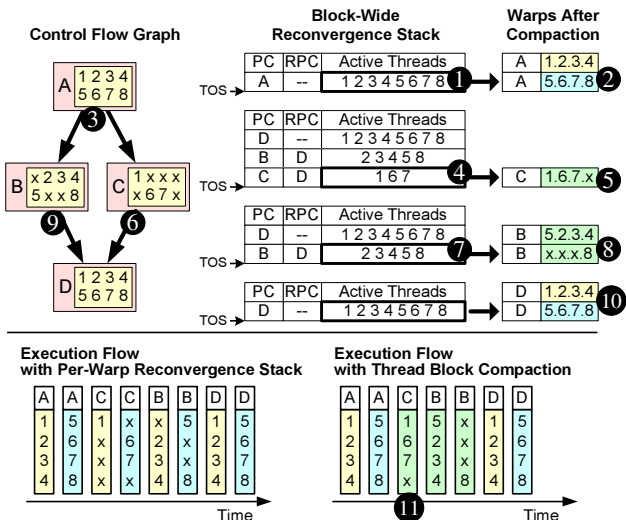 Control Flow Graph
A
1 2 3 4
5 6 7 8
3
B
x 2 3 4
5 x x 8
C
1 x x x
x 6 7 x
9
6
D
1 2 3 4
5 6 7 8
Block-Wide
Reconvergence Stack
PC RPC Active Threads
TOS A -- 1 2 3 4 5 6 7 8 1
PC RPC Active Threads
D -- 1 2 3 4 5 6 7 8
B D 2 3 4 5 8
TOS C D 1 6 7 4
PC RPC Active Threads
D -- 1 2 3 4 5 6 7 8
TOS B D 2 3 4 5 8 7
PC RPC Active Threads
TOS D -- 1 2 3 4 5 6 7 8
Warps After
Compaction
A 1.2.3.4
A 5.6.7.8
2
C 1.6.7.x 5
B 5.2.3.4
B x.x.x.8
8
D 1.2.3.4
D 5.6.7.8
10
Execution Flow
with Per-Warp Reconvergence Stack
A A C C B B D D
1 5 1 x x 5 1 5
2 6 x 6 2 x 2 6
3 7 x 7 3 x 3 7
4 8 x x 4 8 4 8
Time
Execution Flow
with Thread Block Compaction
A A C B B D D
1 5 1 5 x 1 5
2 6 6 2 x 2 6
3 7 7 3 x 3 7
4 8 x 4 8 4 8
11
Time